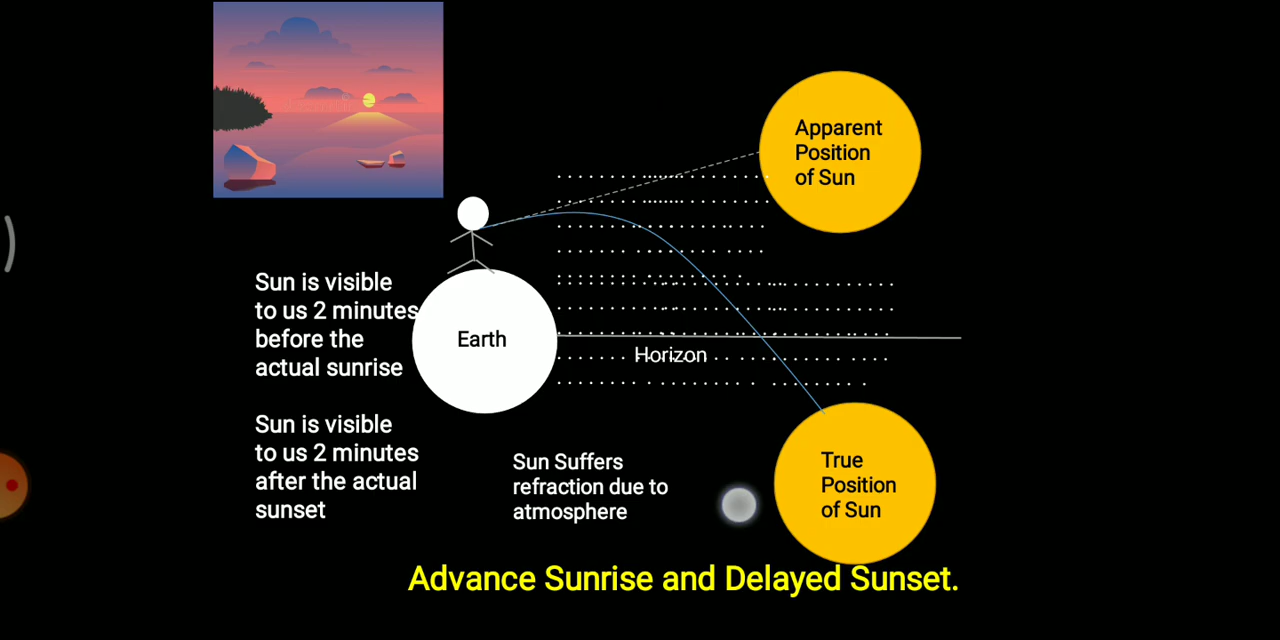 Apparent
Position
of Sun
Sun is visible
to us 2 minutes
before the
actual sunrise
Earth
Horizon
Sun is visible
to us 2 minutes
after the actual
sunset
Sun Suffers
refraction due to
atmosphere
True
Position
of Sun
Advance Sunrise and Delayed Sunset.